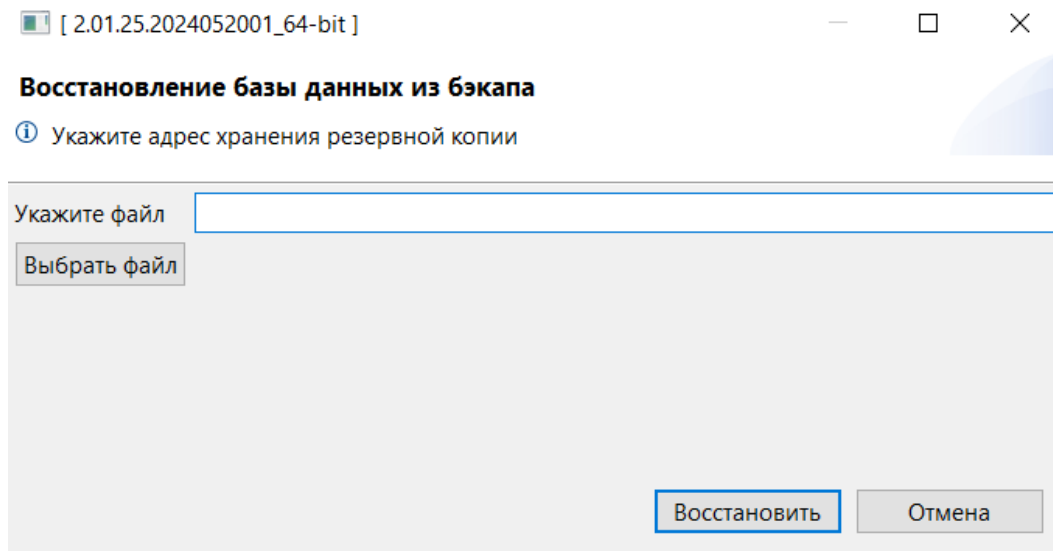 [ 2.01.25.2024052001_64-bit ]
Восстановление базы данных из бэкапа
Укажите адрес хранения резервной копии
Укажите файл
Выбрать файл
Восстановить Отмена